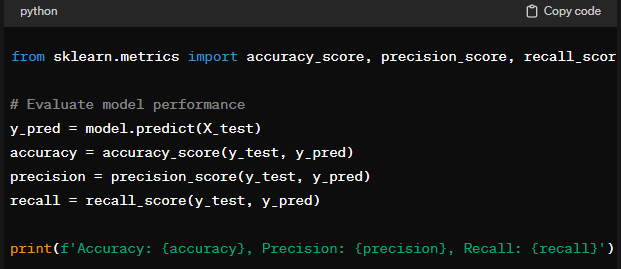 python
Copy code
from sklearn.metrics import accuracy_score, precision_score, recall_scor
# Evaluate model performance
y_pred = model.predict(X_test)
accuracy = accuracy_score(y_test, y_pred)
precision = precision_score(y_test, y_pred)
recall = recall_score(y_test, y_pred)
print(f'Accuracy: {accuracy}, Precision: {precision}, Recall: {recall}')